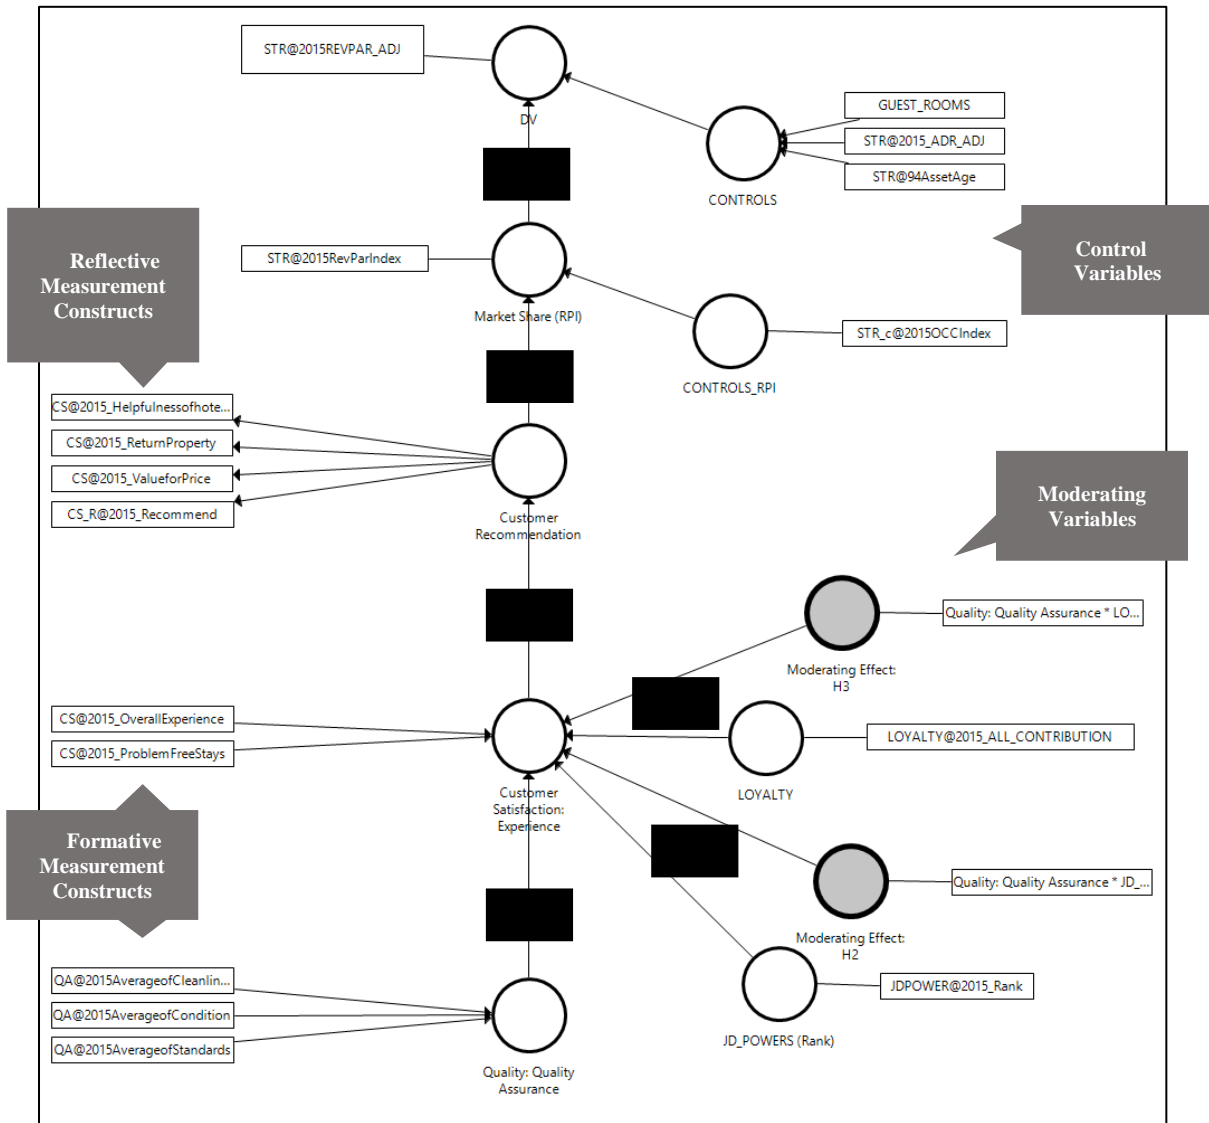 STR@2015REVPAR_ADJ
DV
GUEST_ROOMS
STR@2015_ADR_ADJ
STR@94AssetAge
CONTROLS
Reflective
Measurement
Constructs
Control
Variables
STR@2015RevParIndex
Market Share (RPI)
STR_c@2015OCCIndex
CONTROLS_RPI
CS@2015_Helpfulnessofhote...
CS@2015_ReturnProperty
CS@2015_ValueforPrice
CS_R@2015_Recommend
Customer
Recommendation
Moderating
Variables
Quality: Quality Assurance * LO...
Moderating Effect:
H3
CS@2015_OverallExperience
CS@2015_ProblemFreeStays
LOYALTY@2015_ALL_CONTRIBUTION
LOYALTY
Customer
Satisfaction:
Experience
Formative
Measurement
Constructs
Quality: Quality Assurance * JD_...
Moderating Effect:
H2
QA@2015AverageofCleanlin...
QA@2015AverageofCondition
QA@2015AverageofStandards
JDPOWER@2015_Rank
JD_POWERS (Rank)
Quality: Quality
Assurance